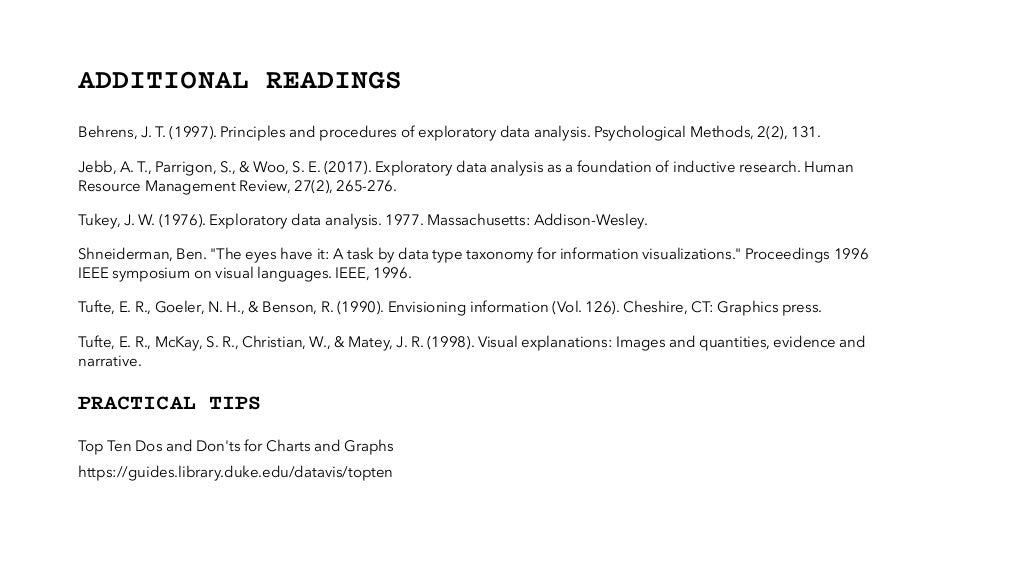 ADDITIONAL READINGS
Behrens, J. T. (1997). Principles and procedures of exploratory data analysis. Psychological Methods, 2(2), 131.
Jebb, A. T., Parrigon, S., & Woo, S. E. (2017). Exploratory data analysis as a foundation of inductive research. Human
Resource Management Review, 27(2), 265-276.
Tukey, J. W. (1976). Exploratory data analysis. 1977. Massachusetts: Addison-Wesley.
Shneiderman, Ben. "The eyes have it: A task by data type taxonomy for information visualizations." Proceedings 1996
IEEE symposium on visual languages. IEEE, 1996.
Tufte, E. R., Goeler, N. H., & Benson, R. (1990). Envisioning information (Vol. 126). Cheshire, CT: Graphics press.
Tufte, E. R., McKay, S. R., Christian, W., & Matey, J. R. (1998). Visual explanations: Images and quantities, evidence and
narrative.
PRACTICAL TIPS
Top Ten Dos and Don'ts for Charts and Graphs
https://guides.library.duke.edu/datavis/topten